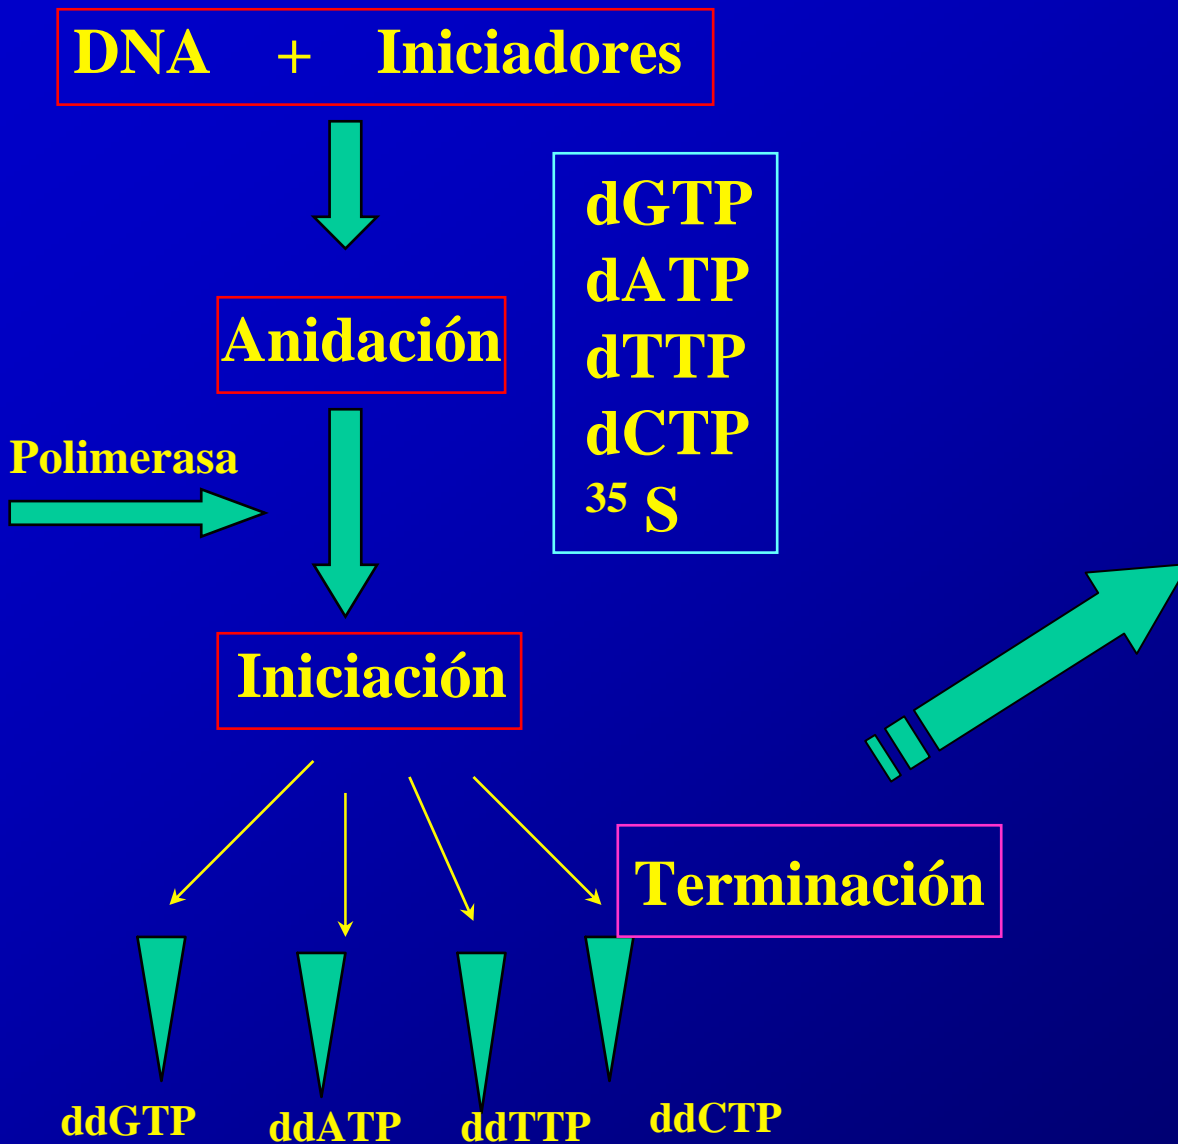 DNA + Iniciadores
dGTP
dATP
dTTP
dCTP
³⁵ S
Anidación
Polimerasa
Iniciación
Terminación
ddGTP
ddATP
ddTTP
ddCTP